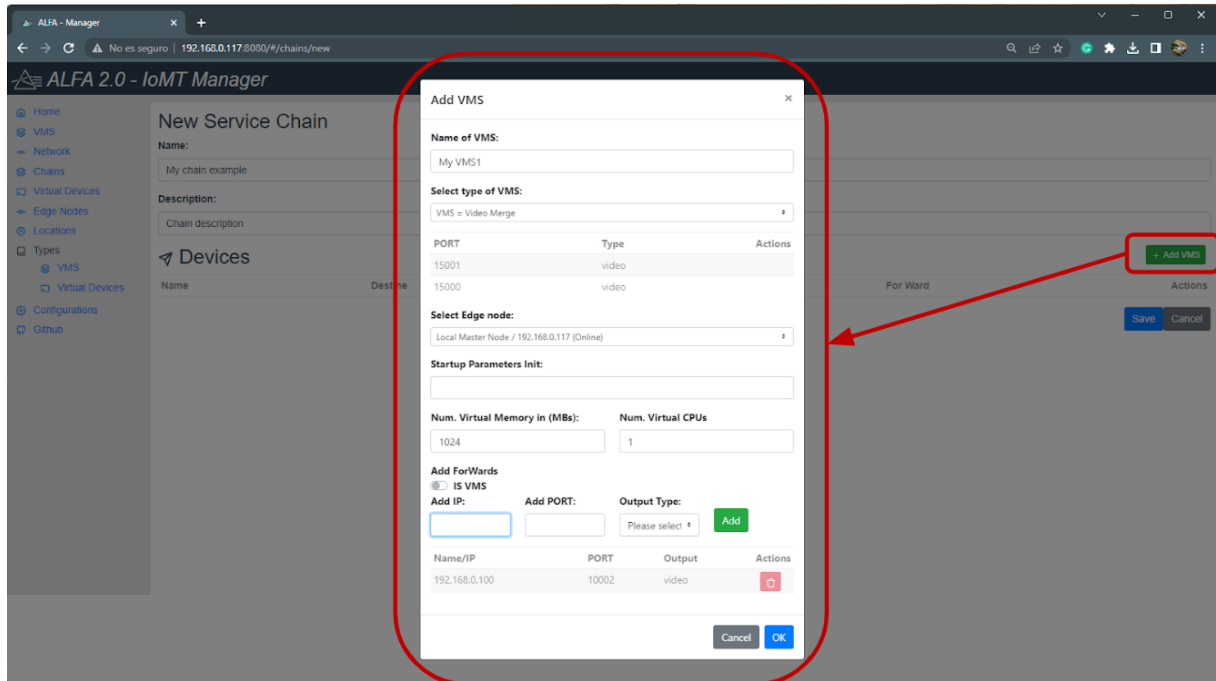 ALFA - Manager
No es seguro | 192.168.0.117:8080/#/chains/new
ALFA 2.0 - IoMT Manager
Home
VMS
Network
Chains
Virtual Devices
Edge Nodes
Locations
Types
VMS
Virtual Devices
Configurations
Github
New Service Chain
Name:
My chain example
Description:
Chain description
Devices
+ Add VMS
Name Destine For Ward Actions
Save Cancel
Add VMS ×
Name of VMS:
My VMS1
Select type of VMS:
VMS = Video Merge
PORT Type Actions
15001 video
15000 video
Select Edge node:
Local Master Node / 192.168.0.117 (Online)
Startup Parameters Init:
Num. Virtual Memory in (MBs): Num. Virtual CPUs
1024 1
Add ForWards
IS VMS
Add IP: Add PORT: Output Type:
Please select Add
Name/IP PORT Output Actions
192.168.0.100 10002 video
Cancel OK